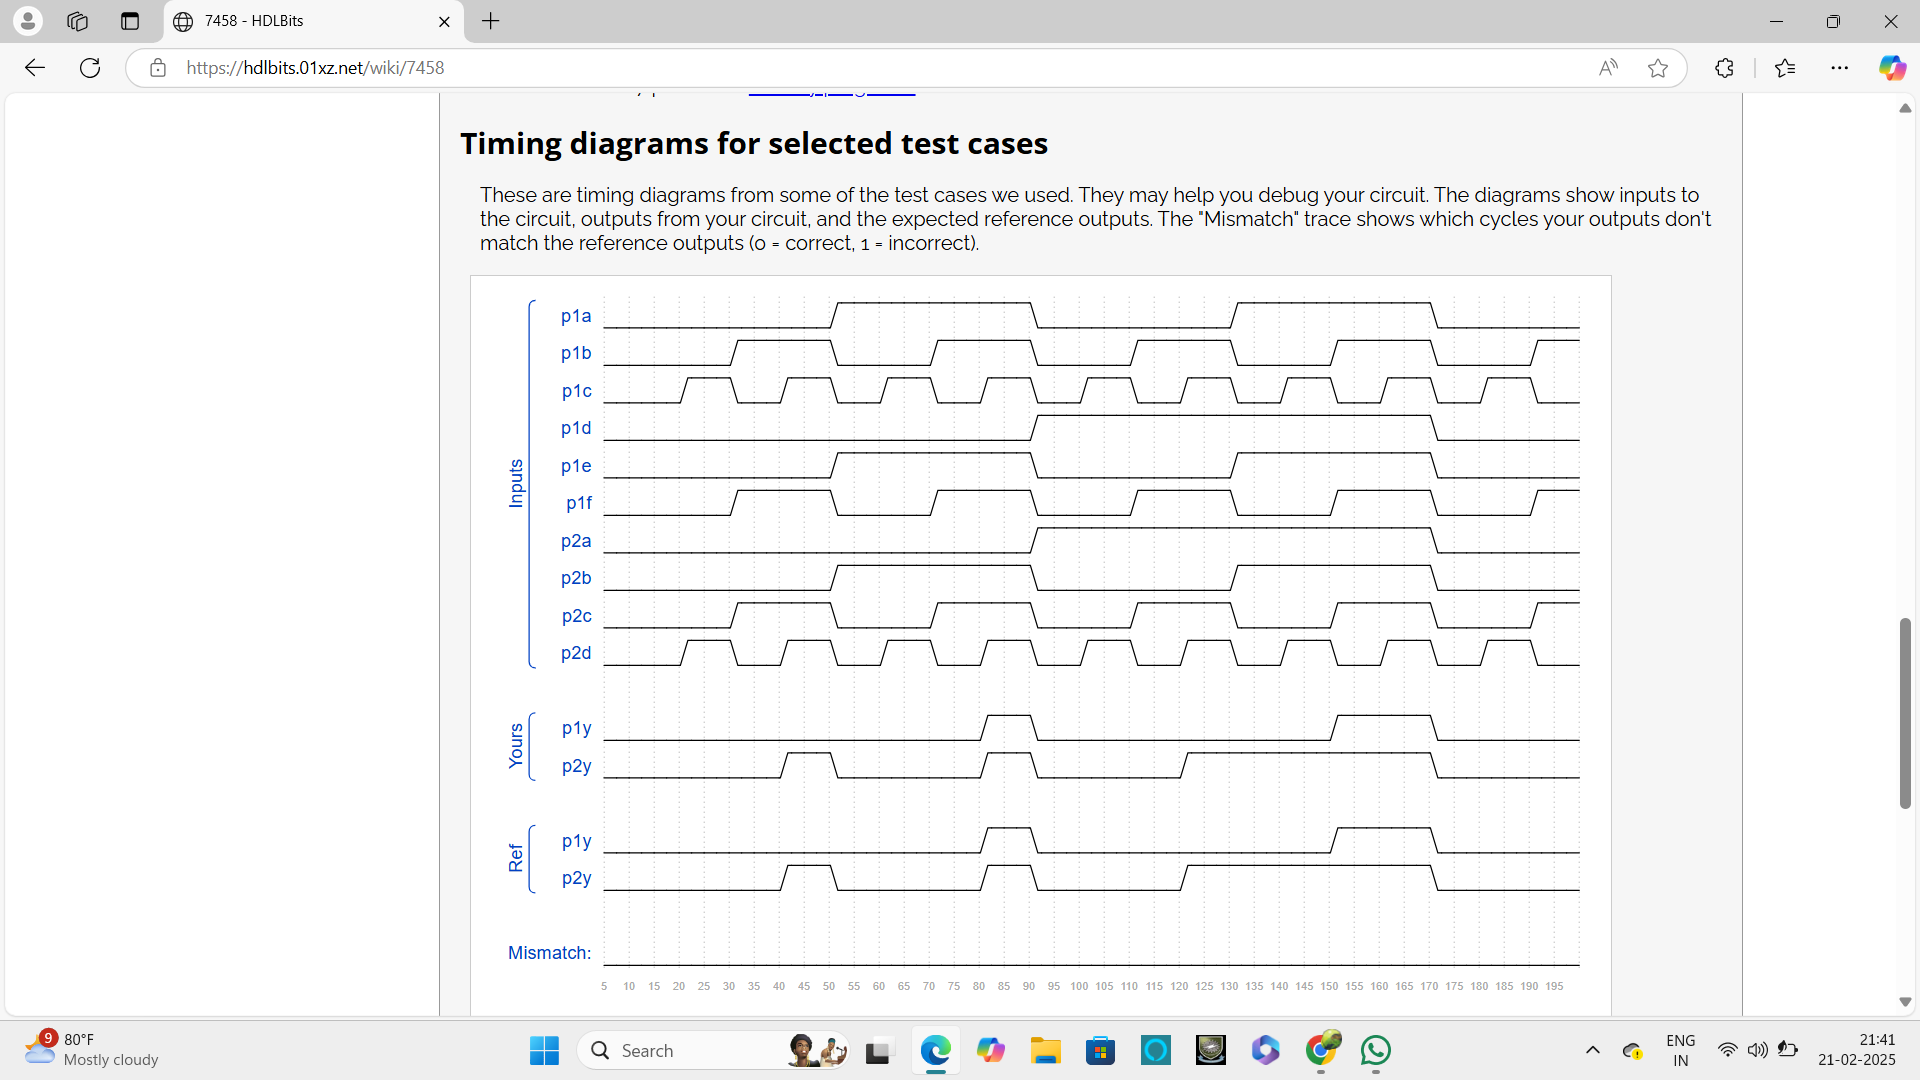 7458 - HDLBits
https://hdlbits.01xz.net/wiki/7458
Timing diagrams for selected test cases
These are timing diagrams from some of the test cases we used. They may help you debug your circuit. The diagrams show inputs to
the circuit, outputs from your circuit, and the expected reference outputs. The "Mismatch" trace shows which cycles your outputs don't
match the reference outputs (0 = correct, 1 = incorrect).
Inputs
p1a
p1b
p1c
p1d
p1e
p1f
p2a
p2b
p2c
p2d
Yours
p1y
p2y
Ref
p1y
p2y
Mismatch:
5 10 15 20 25 30 35 40 45 50 55 60 65 70 75 80 85 90 95 100 105 110 115 120 125 130 135 140 145 150 155 160 165 170 175 180 185 190 195
9
80°F
Mostly cloudy
Search
ENG
IN
21:41
21-02-2025